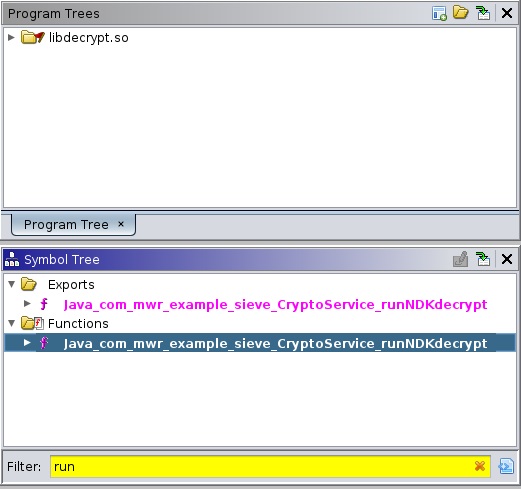 Program Trees
libdecrypt.so
Program Tree ×
Symbol Tree
Exports
f Java_com_mwr_example_sieve_CryptoService_runNDKdecrypt
Functions
f Java_com_mwr_example_sieve_CryptoService_runNDKdecrypt
Filter: run